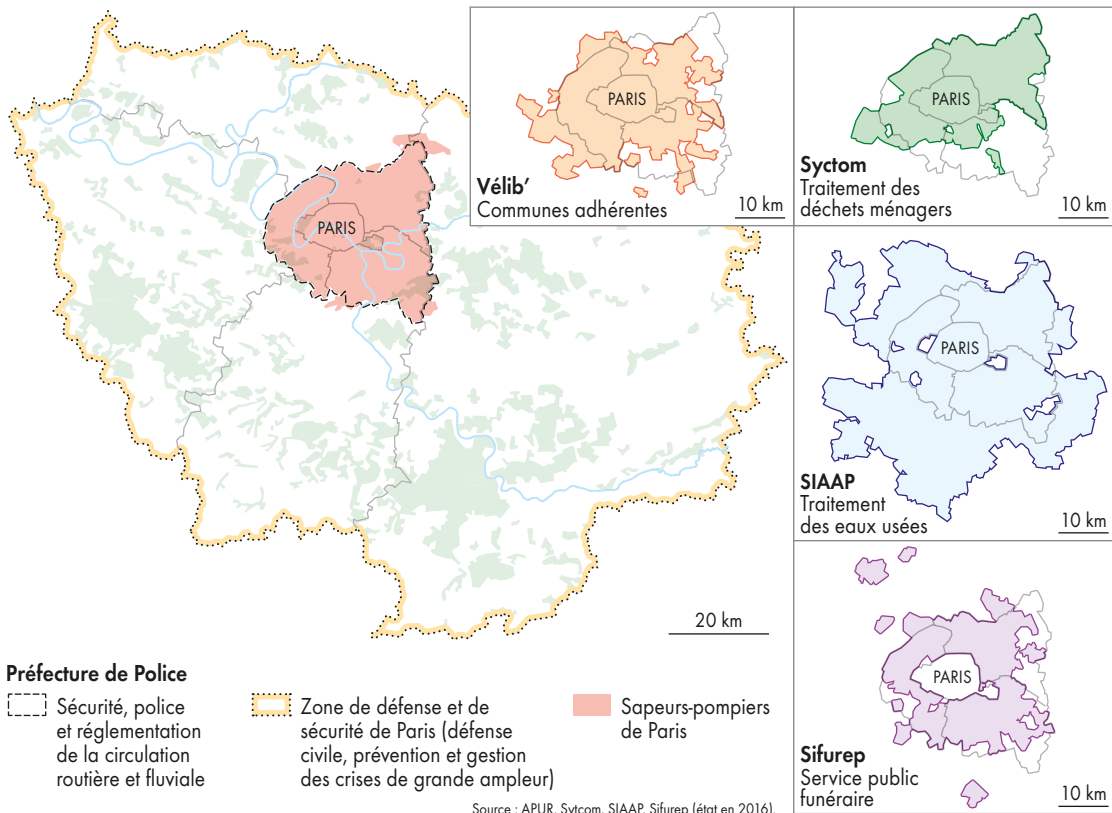 PARIS
20 km
PARIS
Vélib'
Communes adhérentes
10 km
PARIS
Syctom
Traitement des
déchets ménagers
10 km
PARIS
SIAAP
Traitement
des eaux usées
10 km
PARIS
Sifurep
Service public
funéraire
10 km
Préfecture de Police
Sécurité, police
et réglementation
de la circulation
routière et fluviale
Zone de défense et de
sécurité de Paris (défense
civile, prévention et gestion
des crises de grande ampleur)
Sapeurs-pompiers
de Paris
Source : APUR, Sytcom, SIAAP, Sifurep (état en 2016).